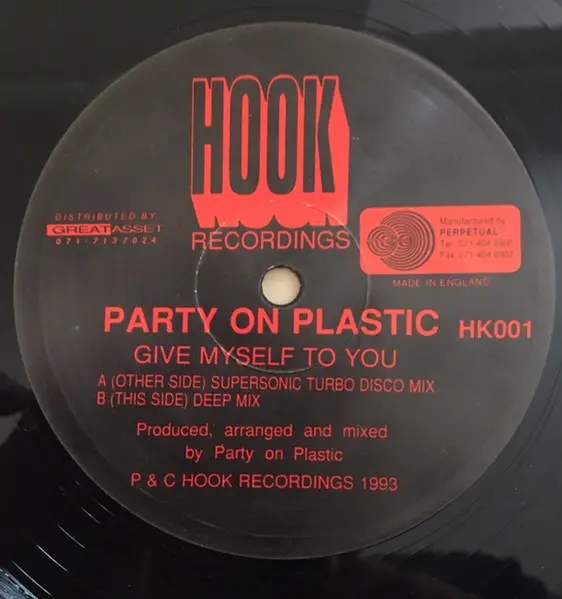 HOOK
RECORDINGS
DISTRIBUTED BY
GREAT ASSET
071-7137024
Manufactured by
PERPETUAL
MADE IN ENGLAND
PARTY ON PLASTIC HK001
GIVE MYSELF TO YOU
A (OTHER SIDE) SUPERSONIC TURBO DISCO MIX
B (THIS SIDE) DEEP MIX
Produced, arranged and mixed
by Party on Plastic
P & C HOOK RECORDINGS 1993